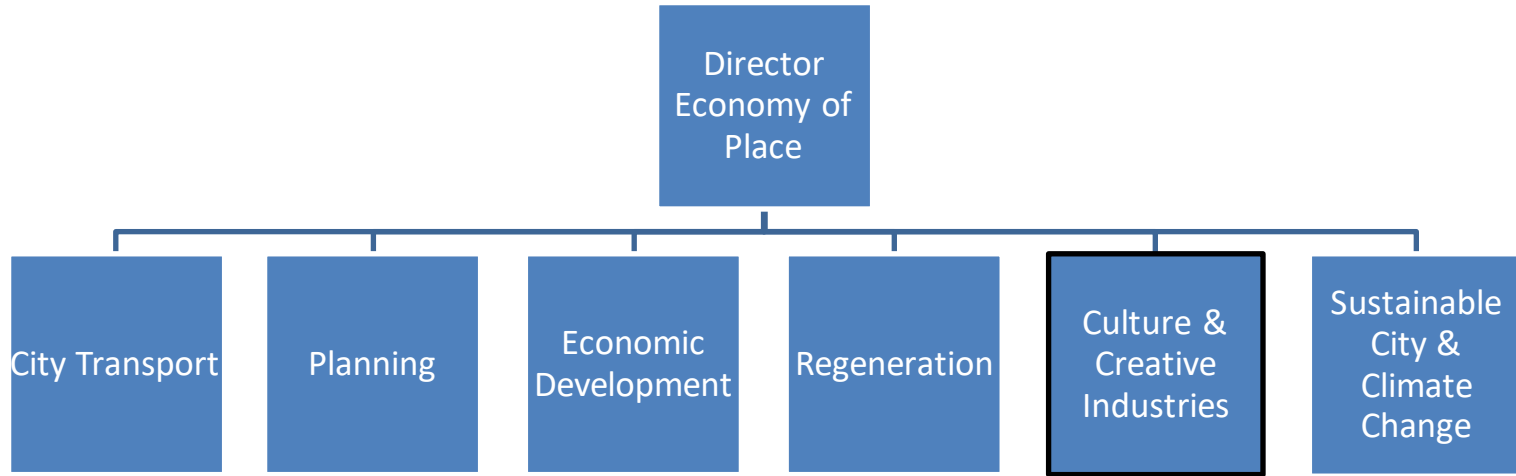 Director
Economy of
Place
City Transport
Planning
Economic
Development
Regeneration
Culture &
Creative
Industries
Sustainable
City &
Climate
Change